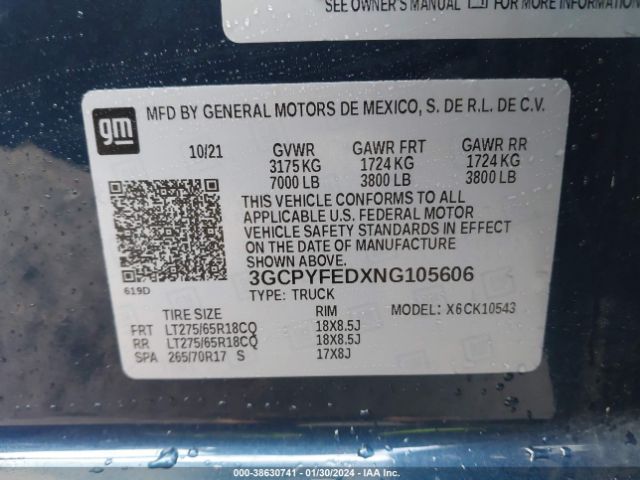 SEE OWNER'S MANUAL FOR MORE INFORMATION
gm
MFD BY GENERAL MOTORS DE MEXICO, S. DE R.L. DE C.V.
10/21 GVWR GAWR FRT GAWR RR
3175 KG 1724 KG 1724 KG
7000 LB 3800 LB 3800 LB
THIS VEHICLE CONFORMS TO ALL
APPLICABLE U.S. FEDERAL MOTOR
VEHICLE SAFETY STANDARDS IN EFFECT
ON THE DATE OF MANUFACTURE
SHOWN ABOVE.
619D
3GCPYFEDXNG105606
TYPE: TRUCK MODEL: X6CK10543
TIRE SIZE RIM
FRT LT275/65R18CQ 18X8.5J
RR LT275/65R18CQ 18X8.5J
SPA 265/70R17 S 17X8J
000-38630741 - 01/30/2024 - IAA Inc.